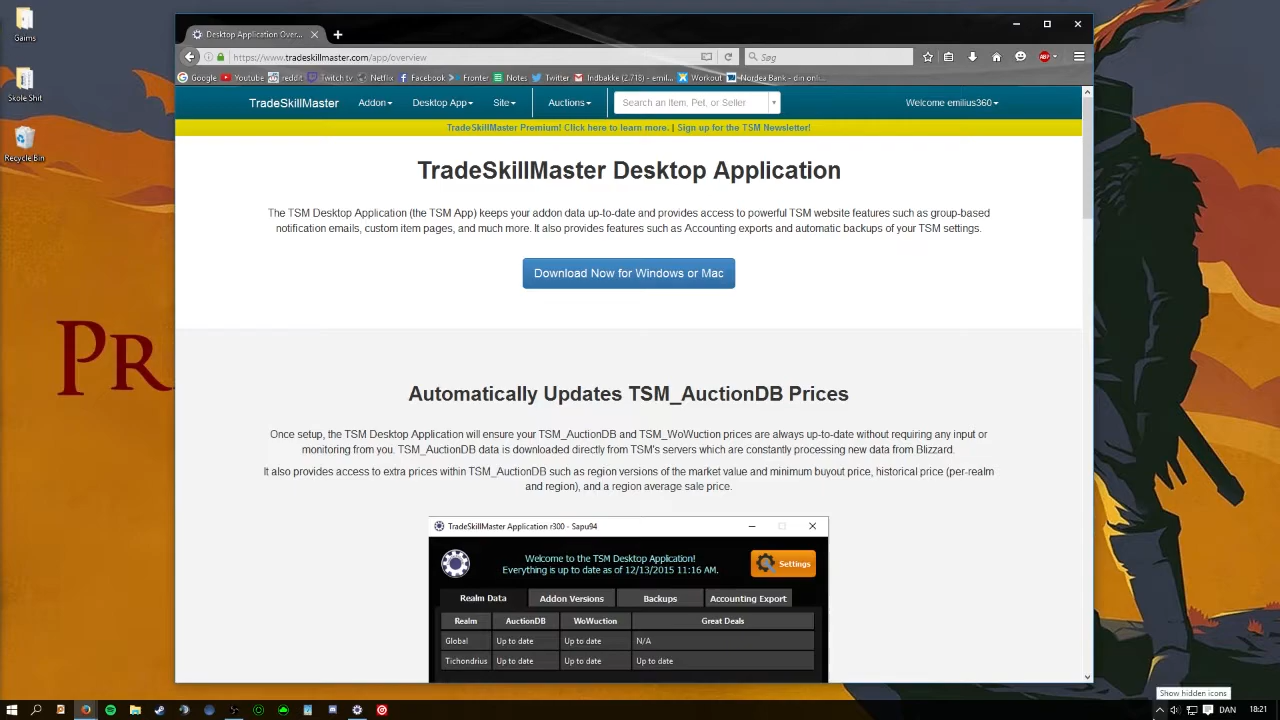 Gaims
Skole Shit
Recycle Bin
PR
Desktop Application Over...
https://www.tradeskillmaster.com/app/overview
Søg
Google Youtube reddit Twitch tv Netflix Facebook Fronter Notes Twitter Indbakke (2.718) - emil... Workout Nordea Bank - din onl...
TradeSkillMaster Addon Desktop App Site Auctions Search an Item, Pet, or Seller Welcome emilius360
TradeSkillMaster Premium! Click here to learn more. | Sign up for the TSM Newsletter!
TradeSkillMaster Desktop Application
The TSM Desktop Application (the TSM App) keeps your addon data up-to-date and provides access to powerful TSM website features such as group-based
notification emails, custom item pages, and much more. It also provides features such as Accounting exports and automatic backups of your TSM settings.
Download Now for Windows or Mac
Automatically Updates TSM_AuctionDB Prices
Once setup, the TSM Desktop Application will ensure your TSM_AuctionDB and TSM_WoWuction prices are always up-to-date without requiring any input or
monitoring from you. TSM_AuctionDB data is downloaded directly from TSM's servers which are constantly processing new data from Blizzard.
It also provides access to extra prices within TSM_AuctionDB such as region versions of the market value and minimum buyout price, historical price (per-realm
and region), and a region average sale price.
TradeSkillMaster Application r300 - Sapu94
Welcome to the TSM Desktop Application!
Everything is up to date as of 12/13/2015 11:16 AM.
Settings
Realm Data Addon Versions Backups Accounting Export
Realm AuctionDB WoWuction Great Deals
Global Up to date Up to date N/A
Tichondrius Up to date Up to date Up to date
Show hidden icons
DAN 18:21